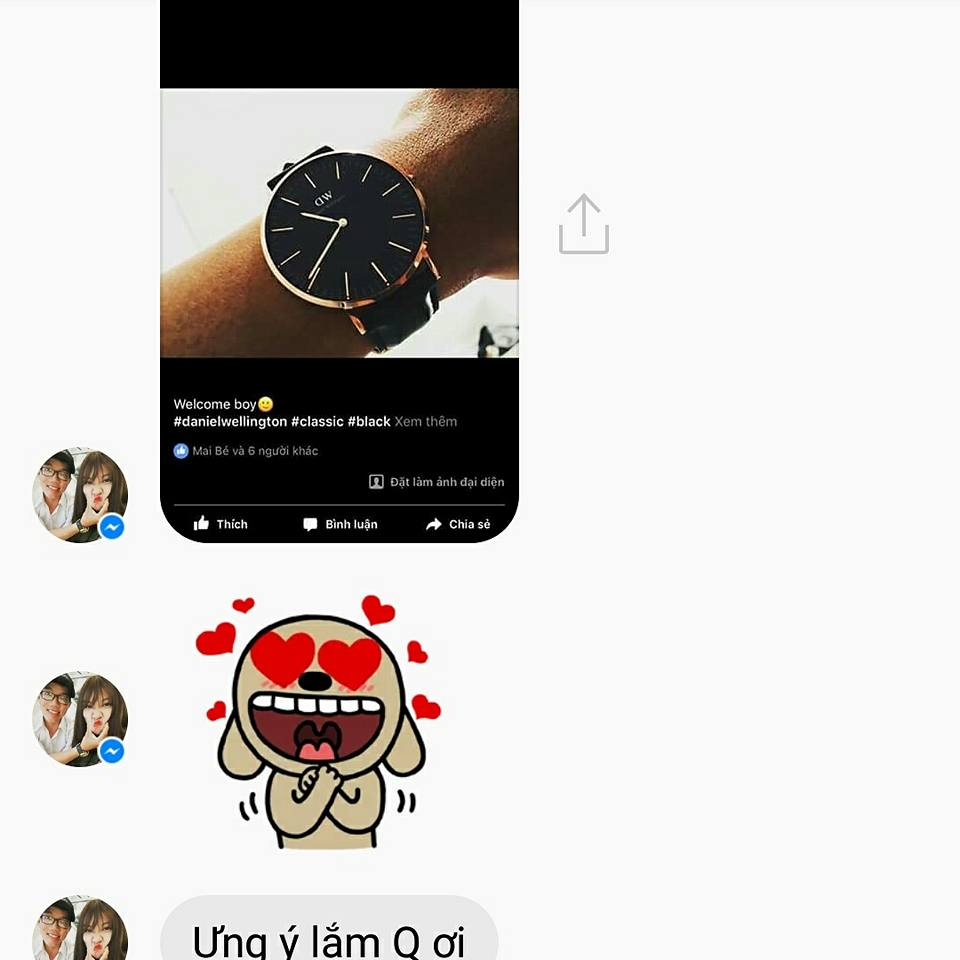 DW
Welcome boy🙂
#danielwellington #classic #black Xem thêm
Mai Bé và 6 người khác
Đặt làm ảnh đại diện
Thích Bình luận Chia sẻ
Ưng ý lắm Q ơi